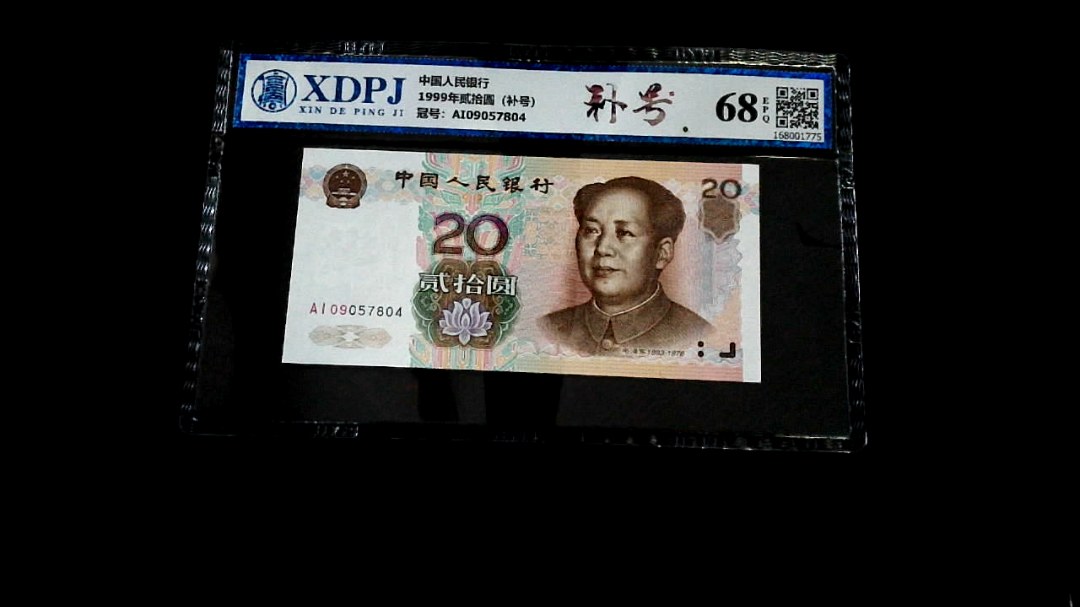 XDPJ
XIN DE PING JI
中国人民银行
1999年贰拾圆（补号）
冠号：AI09057804
补号
68
EPQ
168001775
中国人民银行
20
20
贰拾圆
AI09057804
1893-1976